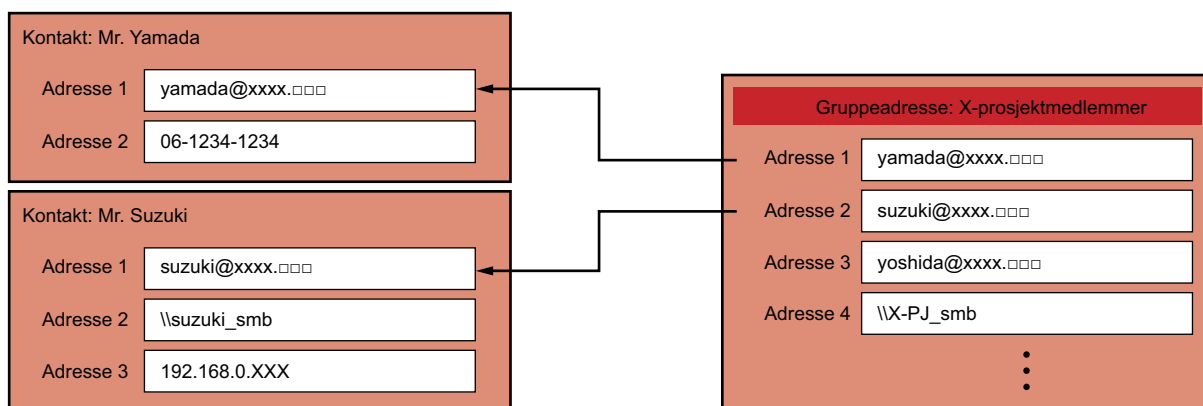 Kontakt: Mr. Yamada
Adresse 1 yamada@xxxx.□□□
Adresse 2 06-1234-1234
Kontakt: Mr. Suzuki
Adresse 1 suzuki@xxxx.□□□
Adresse 2 \\suzuki_smb
Adresse 3 192.168.0.XXX
Gruppeadresse: X-prosjektmedlemmer
Adresse 1 yamada@xxxx.□□□
Adresse 2 suzuki@xxxx.□□□
Adresse 3 yoshida@xxxx.□□□
Adresse 4 \\X-PJ_smb